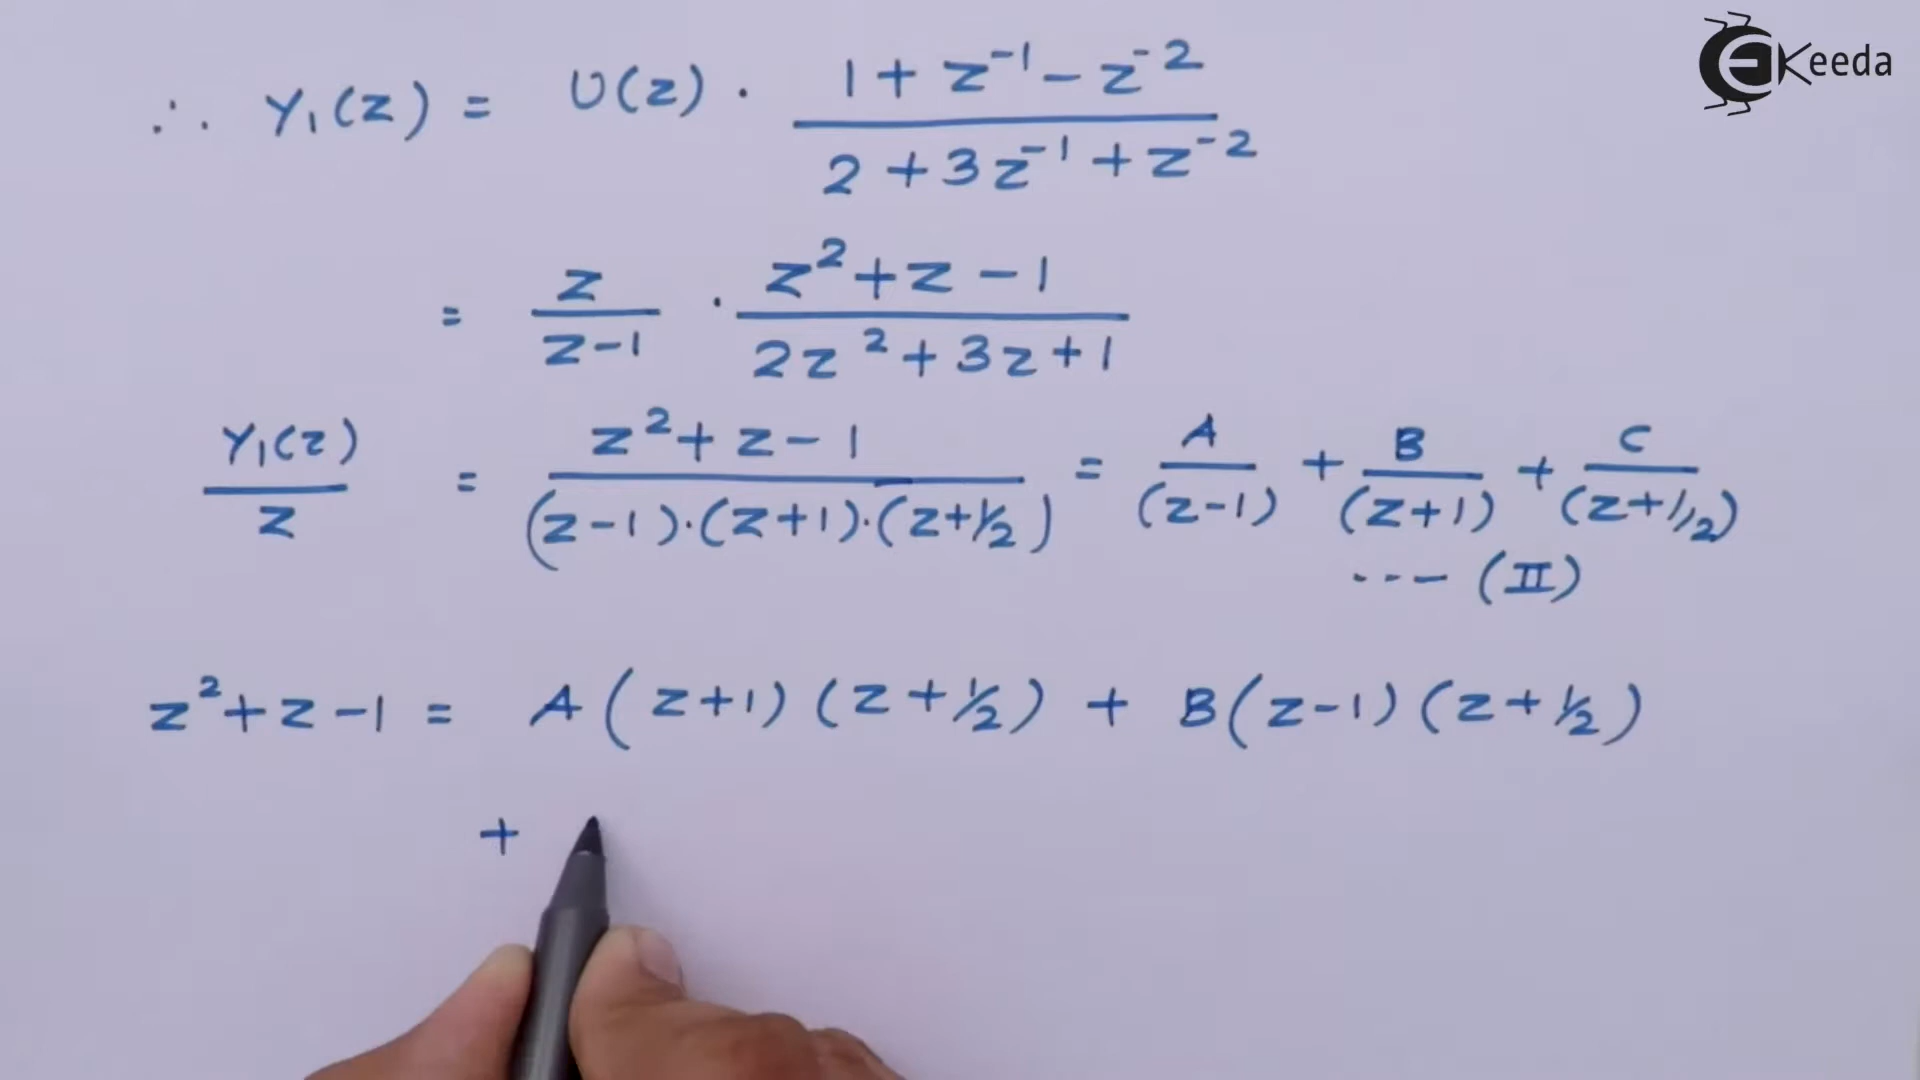 EKeeda
∴ Y₁(z) = U(z) · (1 + z⁻¹ − z⁻²) / (2 + 3z⁻¹ + z⁻²)
= z/(z−1) · (z² + z − 1) / (2z² + 3z + 1)
Y₁(z)/z = (z² + z − 1) / ((z−1)·(z+1)·(z+1/2)) = A/(z−1) + B/(z+1) + C/(z+1/2)
--- (II)
z² + z − 1 = A(z+1)(z+1/2) + B(z−1)(z+1/2)
+